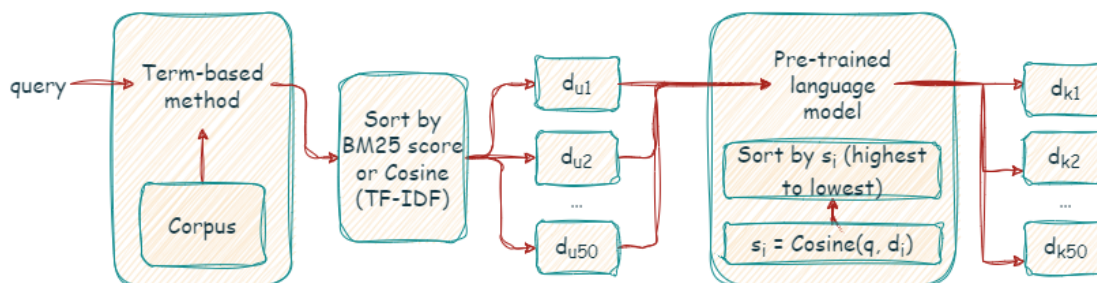 query
Term-based
method
Corpus
Sort by
BM25 score
or Cosine
(TF-IDF)
du1
du2
...
du50
Pre-trained
language
model
Sort by si (highest
to lowest)
si = Cosine(q, di)
dk1
dk2
...
dk50